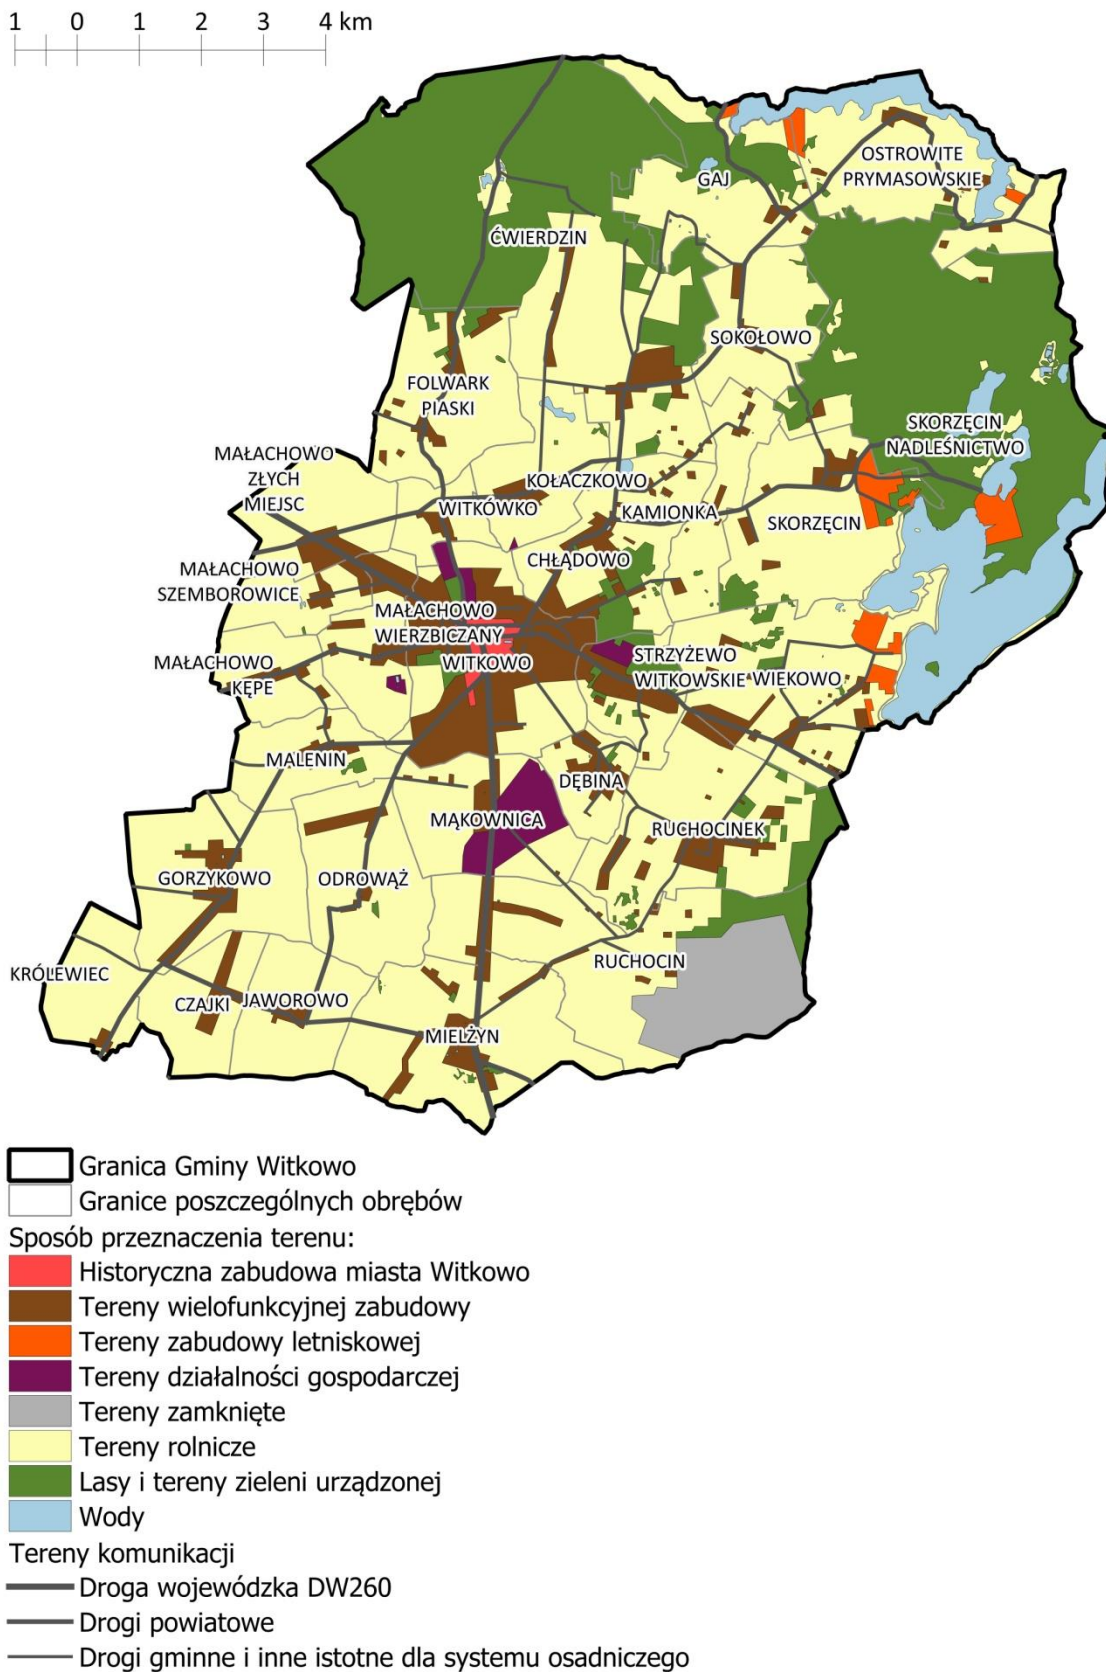 1 0 1 2 3 4 km
OSTROWITE
PRYMASOWSKIE
GAJ
ĆWIERDZIN
SOKOŁOWO
FOLWARK
PIASKI
SKORZĘCIN
NADLEŚNICTWO
MAŁACHOWO
ZŁYCH
MIEJSC
KOŁACZKOWO
WITKÓWKO
KAMIONKA
SKORZĘCIN
CHŁĄDOWO
MAŁACHOWO
SZEMBOROWICE
MAŁACHOWO
WIERZBICZANY
WITKOWO
STRZYŻEWO
WITKOWSKIE
WIEKOWO
MAŁACHOWO
KĘPE
MALENIN
DĘBINA
MĄKOWNICA
RUCHOCINEK
GORZYKOWO
ODROWĄŻ
RUCHOCIN
KRÓLEWIEC
CZAJKI
JAWOROWO
MIELŻYN
Granica Gminy Witkowo
Granice poszczególnych obrębów
Sposób przeznaczenia terenu:
Historyczna zabudowa miasta Witkowo
Tereny wielofunkcyjnej zabudowy
Tereny zabudowy letniskowej
Tereny działalności gospodarczej
Tereny zamknięte
Tereny rolnicze
Lasy i tereny zieleni urządzonej
Wody
Tereny komunikacji
Droga wojewódzka DW260
Drogi powiatowe
Drogi gminne i inne istotne dla systemu osadniczego